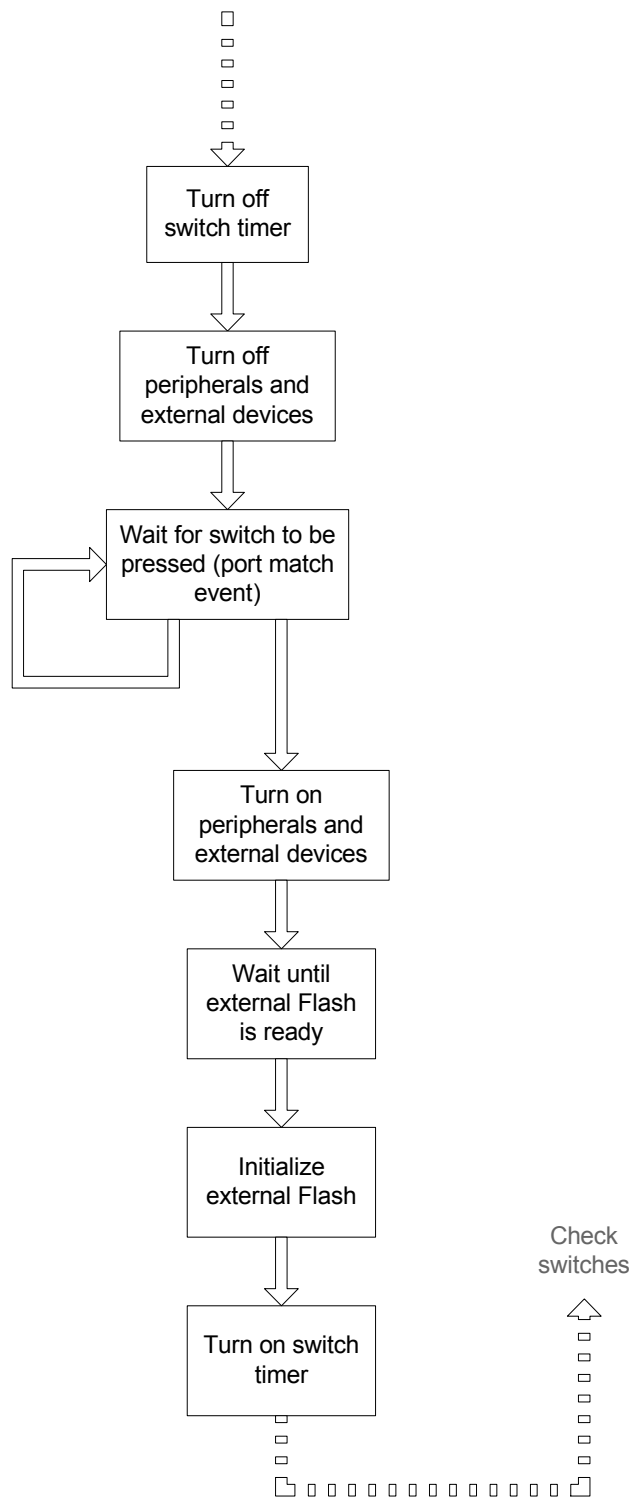 Turn off
switch timer
Turn off
peripherals and
external devices
Wait for switch to be
pressed (port match
event)
Turn on
peripherals and
external devices
Wait until
external Flash
is ready
Initialize
external Flash
Check
switches
Turn on switch
timer